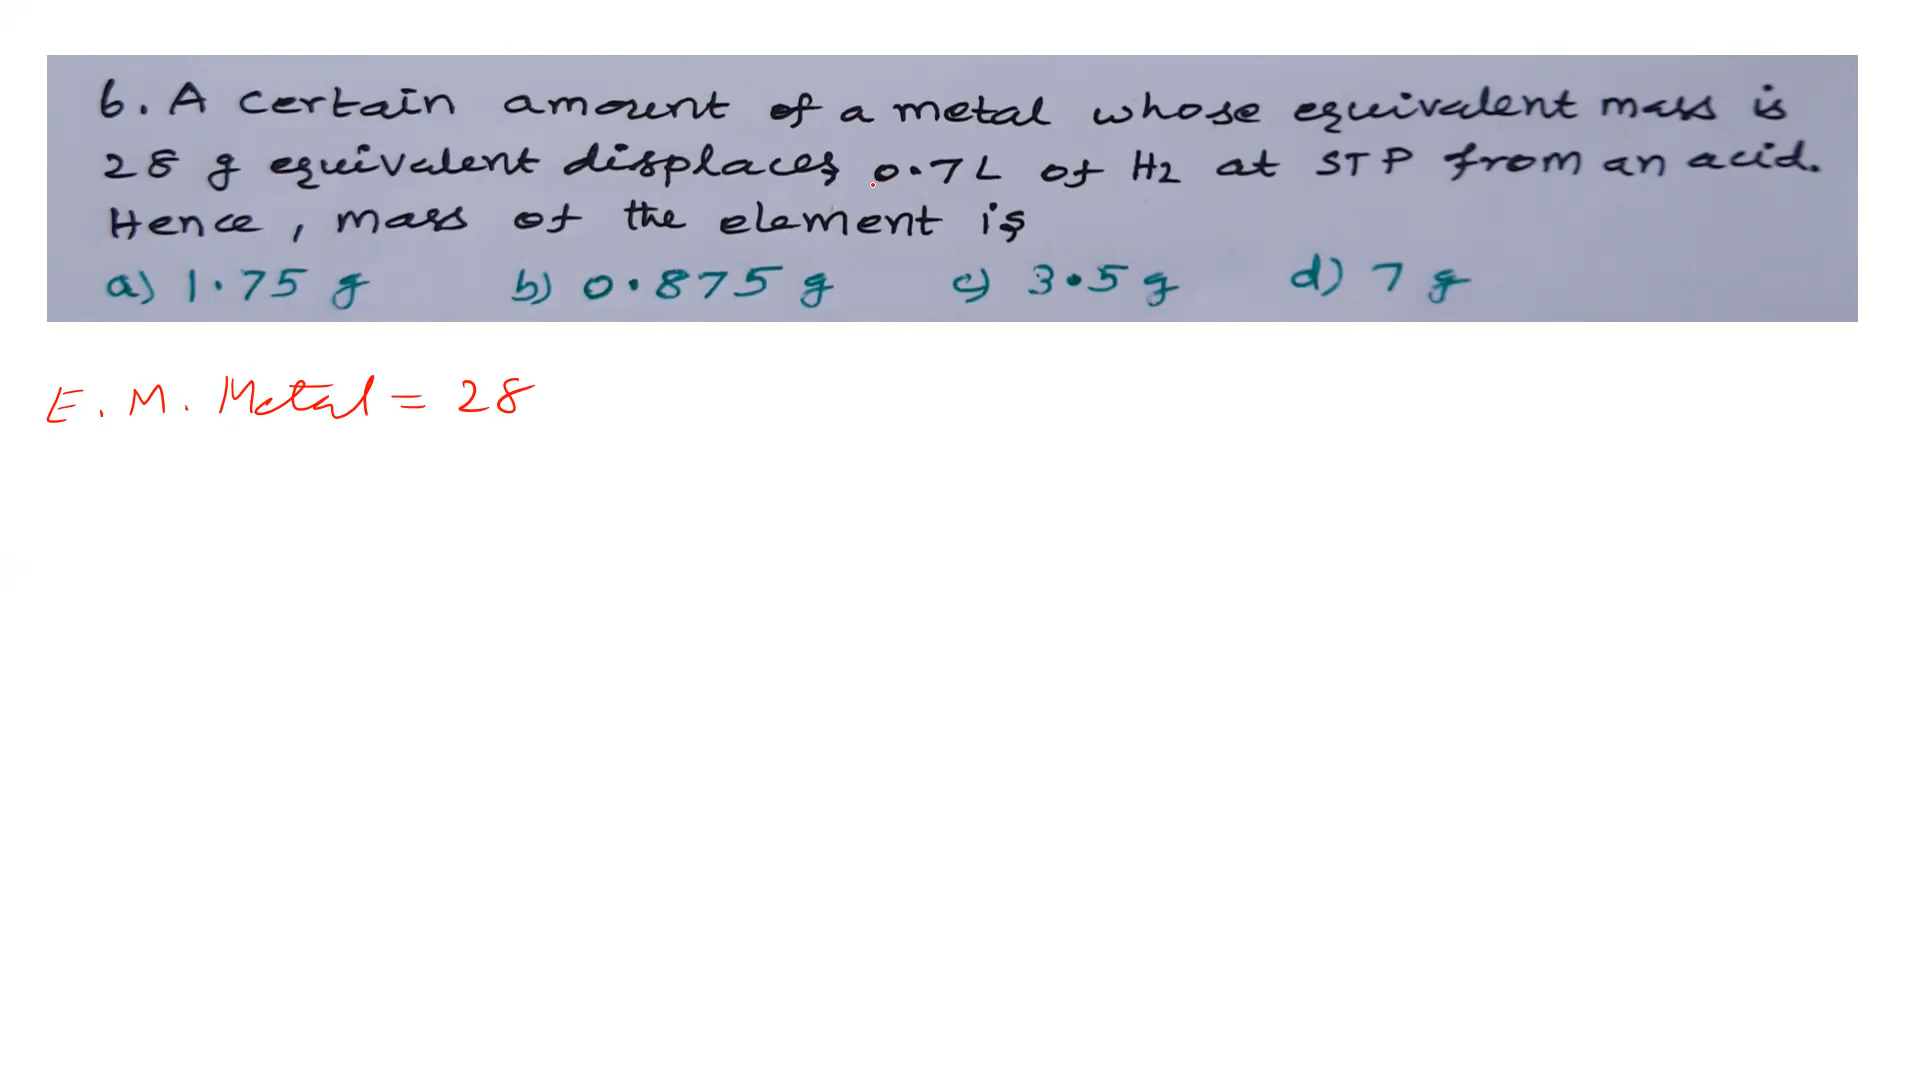 6. A certain amount of a metal whose equivalent mass is
28 g equivalent displaces 0.7L of H2 at STP from an acid.
Hence, mass of the element is
a) 1.75 g b) 0.875 g c) 3.5 g d) 7 g
E. M. Metal = 28